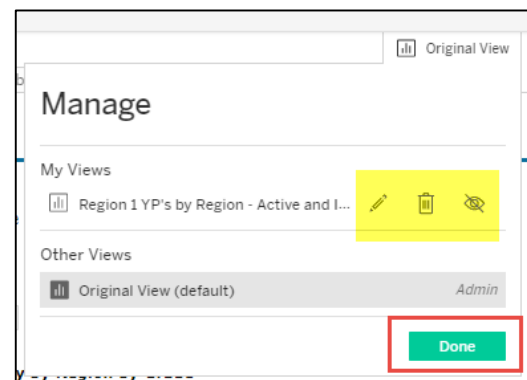 Original View
Manage
My Views
Region 1 YP's by Region - Active and I...
Other Views
Original View (default) Admin
Done